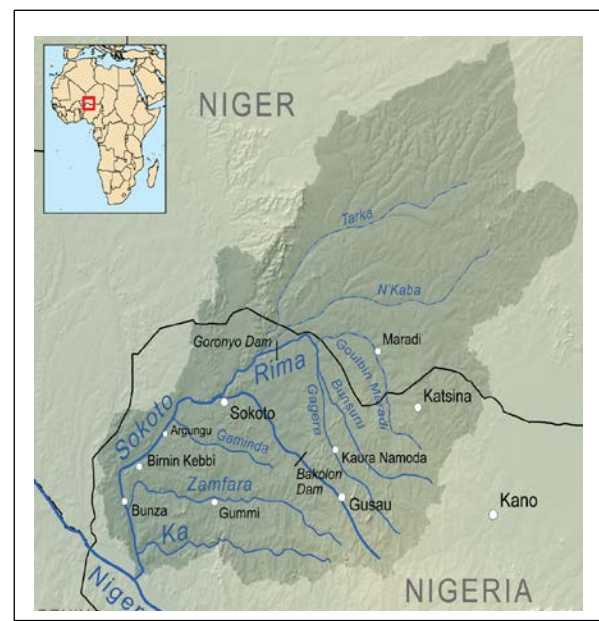 NIGER
Tarka
N'Kaba
Goronyo Dam
Maradi
Rima
Goulbin Maradi
Katsina
Sokoto
Sokoto
Gagere
Bunsuru
Argungu
Gaminda
Birnin Kebbi
Kaura Namoda
Bakolon
Dam
Zamfara
Bunza
Gummi
Gusau
Kano
Ka
Niger
NIGERIA